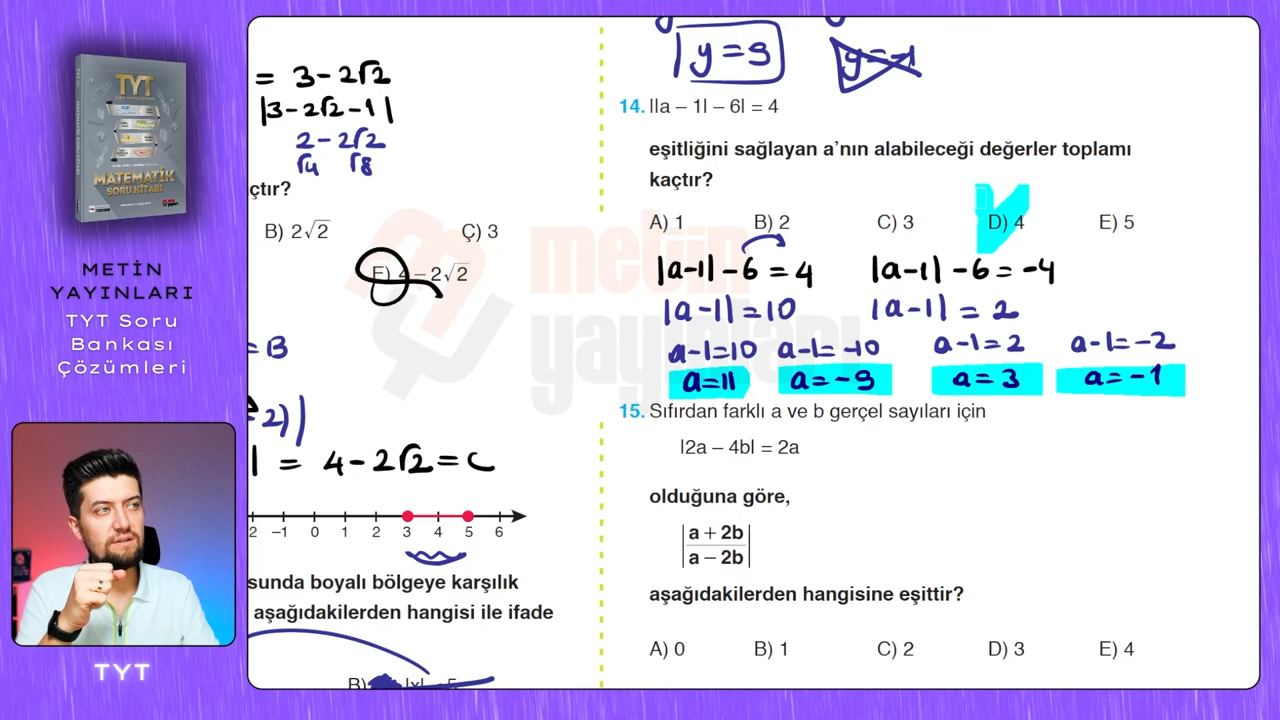 TYT
MATEMATİK
SORU KİTABI
METİN
YAYINLARI
TYT Soru
Bankası
Çözümleri
TYT
= 3 - 2√2
|3 - 2√2 - 1|
2 - 2√2
√4 √8
çtır?
B) 2√2
Ç) 3
E) 4 - 2√2
= B
= 2)|
| = 4 - 2√2 = C
2 -1 0 1 2 3 4 5 6
sunda boyalı bölgeye karşılık
aşağıdakilerden hangisi ile ifade
B) |x| 5
metin
yayınları
y = 9
y = -1
14. ||a – 1| – 6| = 4
eşitliğini sağlayan a’nın alabileceği değerler toplamı
kaçtır?
A) 1 B) 2 C) 3 D) 4 E) 5
|a-1| - 6 = 4 |a-1| - 6 = -4
|a-1| = 10 |a-1| = 2
a-1=10 a-1=-10 a-1=2 a-1=-2
a=11 a=-9 a=3 a=-1
15. Sıfırdan farklı a ve b gerçel sayıları için
|2a – 4b| = 2a
olduğuna göre,
|a + 2b|
|a – 2b|
aşağıdakilerden hangisine eşittir?
A) 0 B) 1 C) 2 D) 3 E) 4